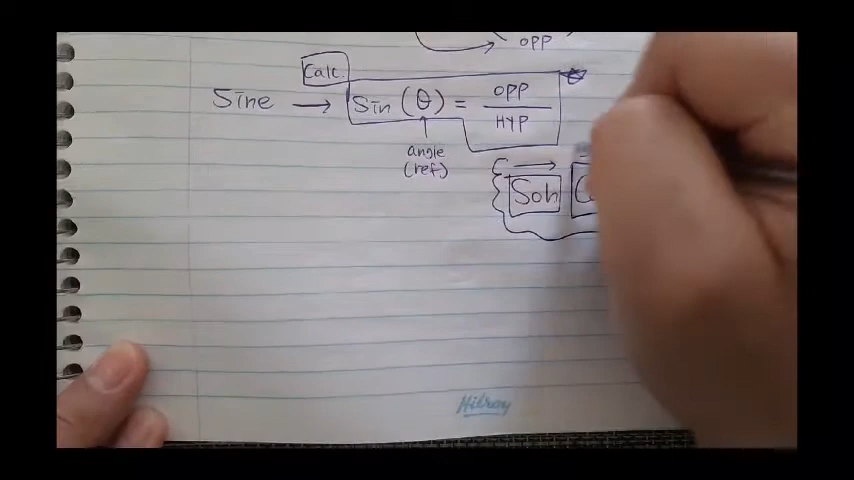 OPP
Calc.
Sine → Sin (θ) = OPP
HYP
angle
(ref)
Soh
Hilroy